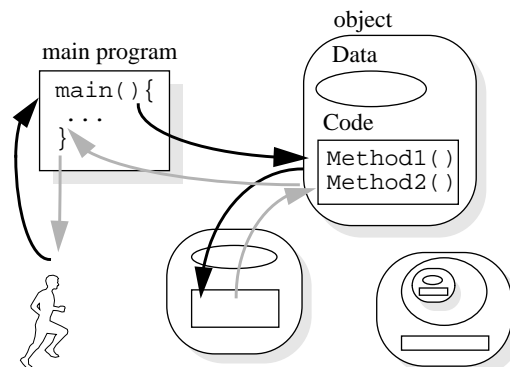 object
main program
Data
main(){
...
}
Code
Method1()
Method2()